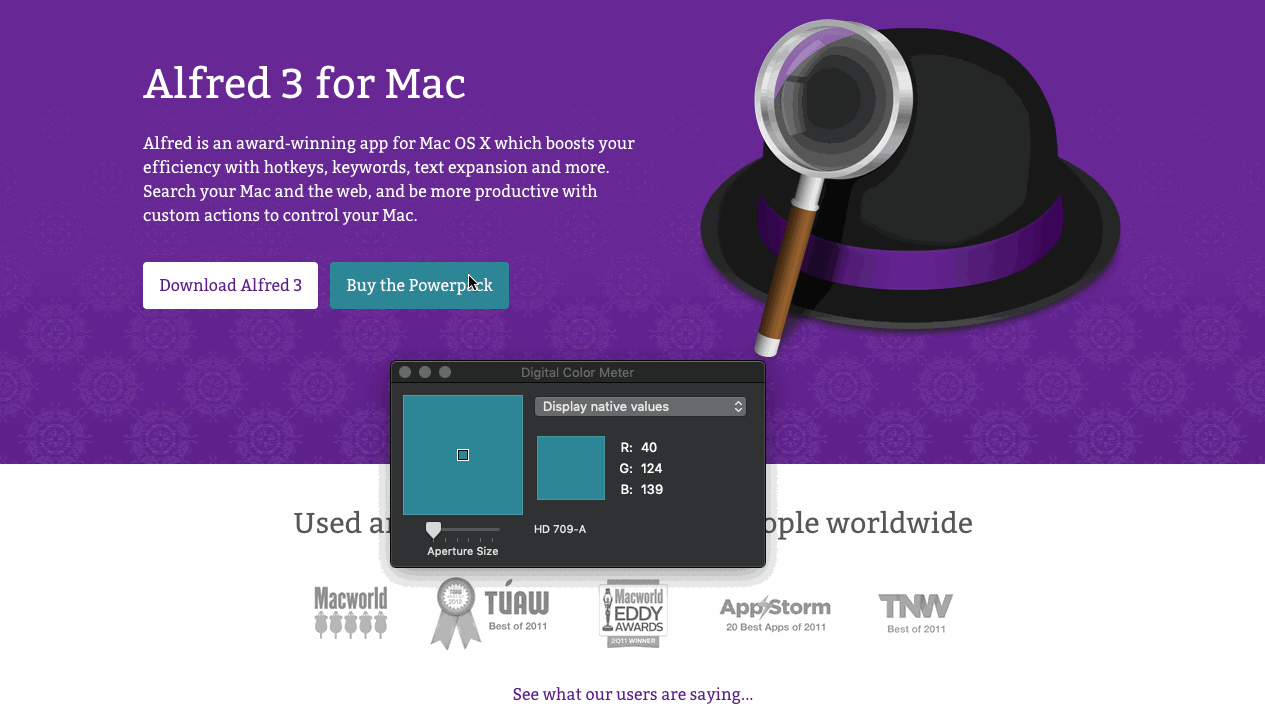 Alfred 3 for Mac
Alfred is an award-winning app for Mac OS X which boosts your
efficiency with hotkeys, keywords, text expansion and more.
Search your Mac and the web, and be more productive with
custom actions to control your Mac.
Download Alfred 3
Buy the Powerpack
Digital Color Meter
Display native values
R: 40
G: 124
B: 139
HD 709-A
Aperture Size
Used
worldwide
Macworld
TUAW
BEST OF
2012
TÚAW
Best of 2011
Macworld
EDDY
AWARDS
2011 WINNER
AppStorm
20 Best Apps of 2011
TNW
Best of 2011
See what our users are saying...